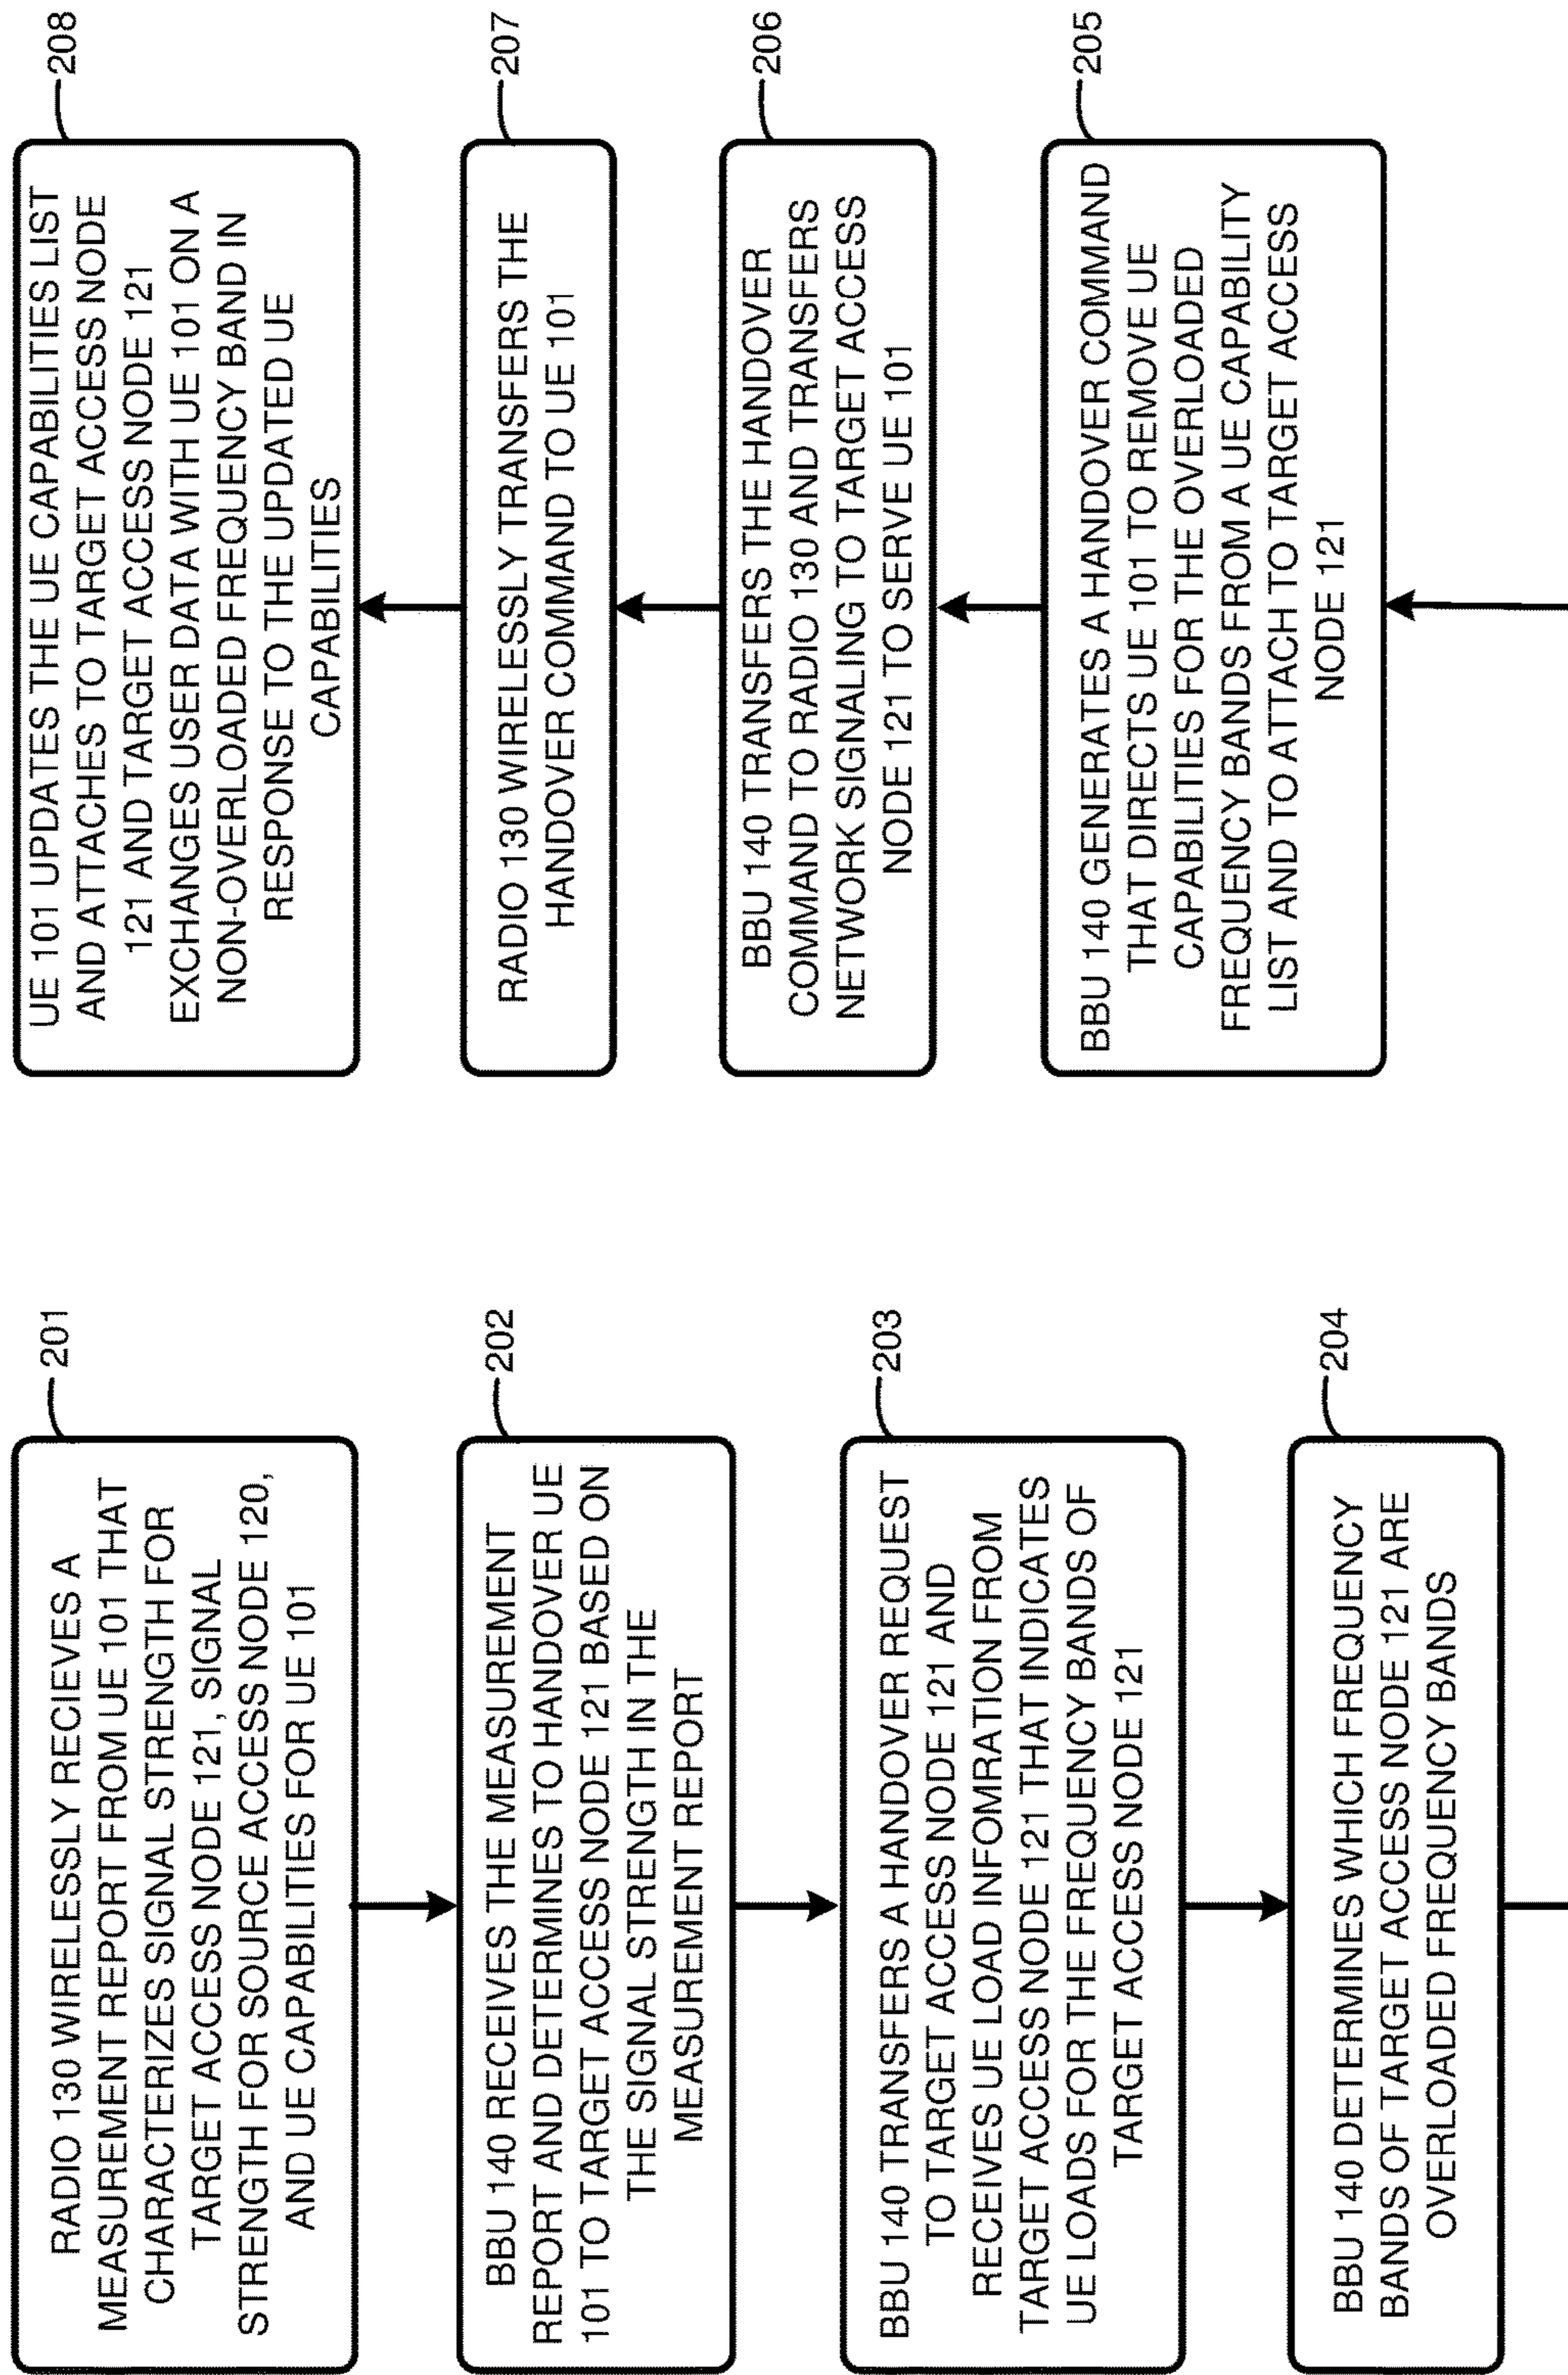 RADIO 130 WIRELESSLY RECIEVES A
MEASUREMENT REPORT FROM UE 101 THAT
CHARACTERIZES SIGNAL STRENGTH FOR
TARGET ACCESS NODE 121, SIGNAL
STRENGTH FOR SOURCE ACCESS NODE 120,
AND UE CAPABILITIES FOR UE 101
201
BBU 140 RECEIVES THE MEASUREMENT
REPORT AND DETERMINES TO HANDOVER UE
101 TO TARGET ACCESS NODE 121 BASED ON
THE SIGNAL STRENGTH IN THE
MEASUREMENT REPORT
202
BBU 140 TRANSFERS A HANDOVER REQUEST
TO TARGET ACCESS NODE 121 AND
RECEIVES UE LOAD INFOMRATION FROM
TARGET ACCESS NODE 121 THAT INDICATES
UE LOADS FOR THE FREQUENCY BANDS OF
TARGET ACCESS NODE 121
203
BBU 140 DETERMINES WHICH FREQUENCY
BANDS OF TARGET ACCESS NODE 121 ARE
OVERLOADED FREQUENCY BANDS
204
BBU 140 GENERATES A HANDOVER COMMAND
THAT DIRECTS UE 101 TO REMOVE UE
CAPABILITIES FOR THE OVERLOADED
FREQUENCY BANDS FROM A UE CAPABILITY
LIST AND TO ATTACH TO TARGET ACCESS
NODE 121
205
BBU 140 TRANSFERS THE HANDOVER
COMMAND TO RADIO 130 AND TRANSFERS
NETWORK SIGNALING TO TARGET ACCESS
NODE 121 TO SERVE UE 101
206
RADIO 130 WIRELESSLY TRANSFERS THE
HANDOVER COMMAND TO UE 101
207
UE 101 UPDATES THE UE CAPABILITIES LIST
AND ATTACHES TO TARGET ACCESS NODE
121 AND TARGET ACCESS NODE 121
EXCHANGES USER DATA WITH UE 101 ON A
NON-OVERLOADED FREQUENCY BAND IN
RESPONSE TO THE UPDATED UE
CAPABILITIES
208